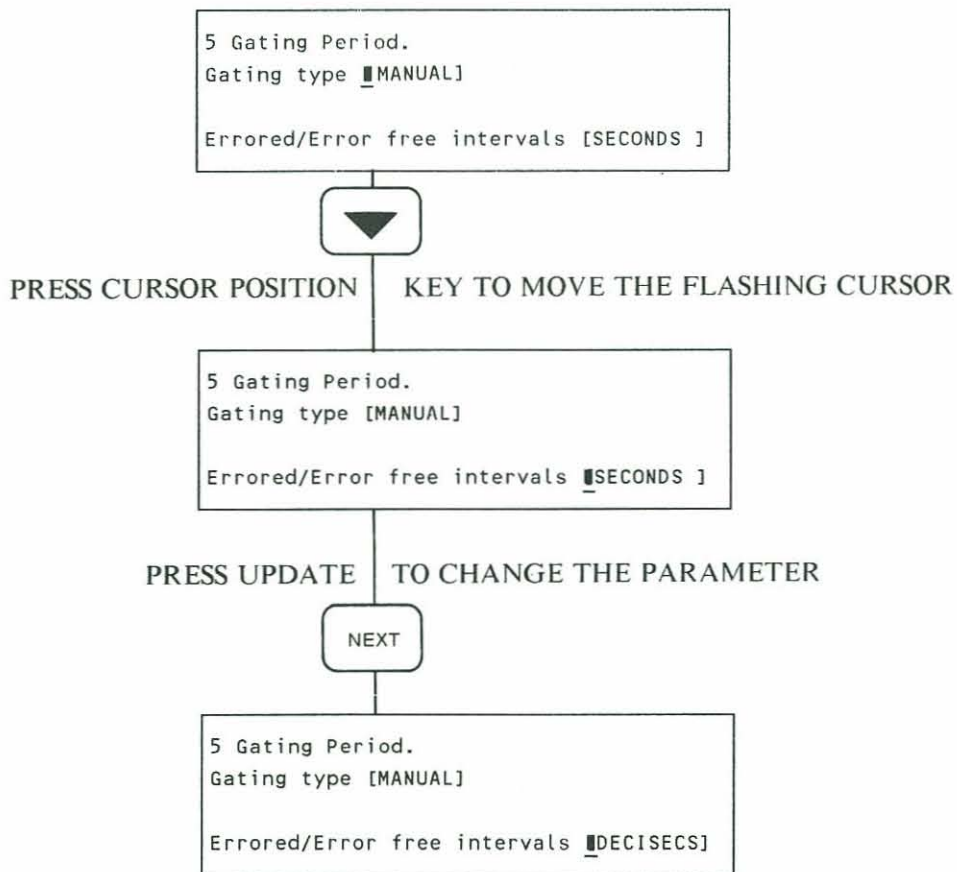 5 Gating Period.
Gating type ▮MANUAL]
Errored/Error free intervals [SECONDS ]
PRESS CURSOR POSITION KEY TO MOVE THE FLASHING CURSOR
5 Gating Period.
Gating type [MANUAL]
Errored/Error free intervals ▮SECONDS ]
PRESS UPDATE TO CHANGE THE PARAMETER
NEXT
5 Gating Period.
Gating type [MANUAL]
Errored/Error free intervals ▮DECISECS]